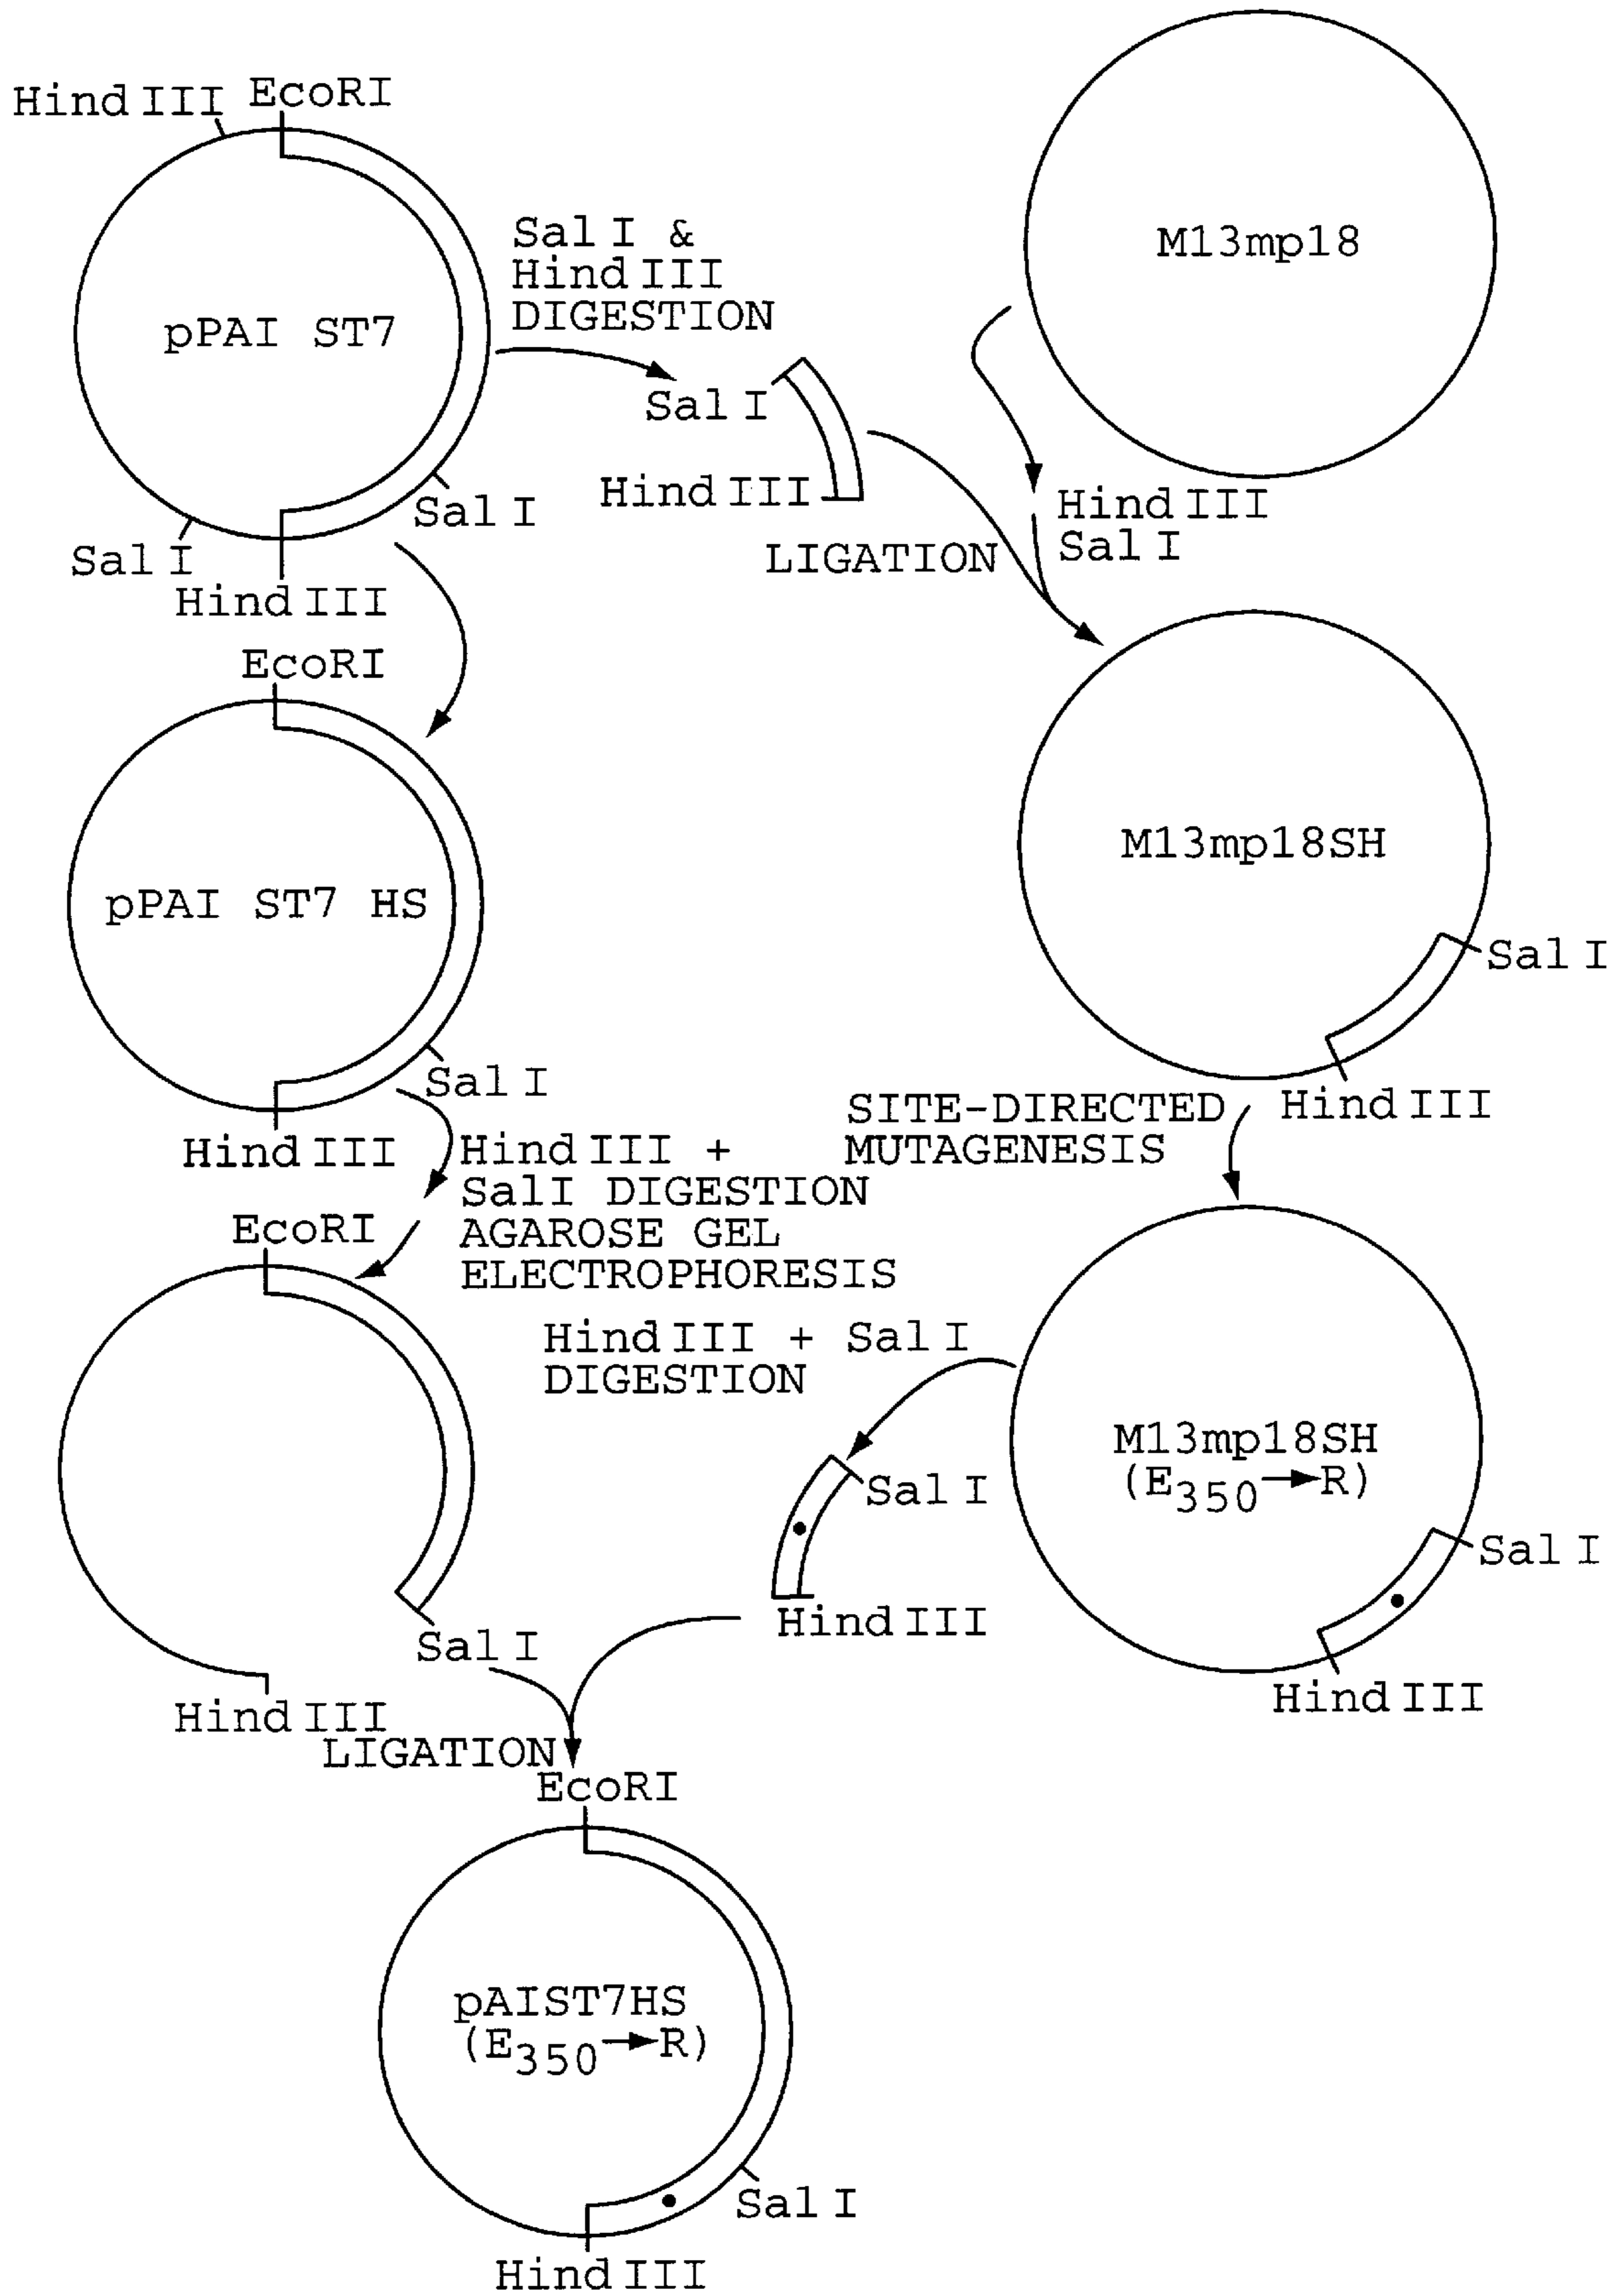 Hind III
EcoRI
M13mp18
Sal I &
Hind III
DIGESTION
pPAI ST7
Sal I
Hind III
Sal I
Sal I
Hind III
LIGATION
Hind III
Sal I
EcoRI
M13mp18SH
pPAI ST7 HS
Sal I
Sal I
Hind III
Hind III
SITE-DIRECTED
MUTAGENESIS
Hind III +
SalI DIGESTION
AGAROSE GEL
ELECTROPHORESIS
EcoRI
Hind III + Sal I
DIGESTION
M13mp18SH
(E350→R)
Sal I
Sal I
Hind III
Hind III
Sal I
Hind III
LIGATION
EcoRI
pAIST7HS
(E350→R)
Sal I
Hind III